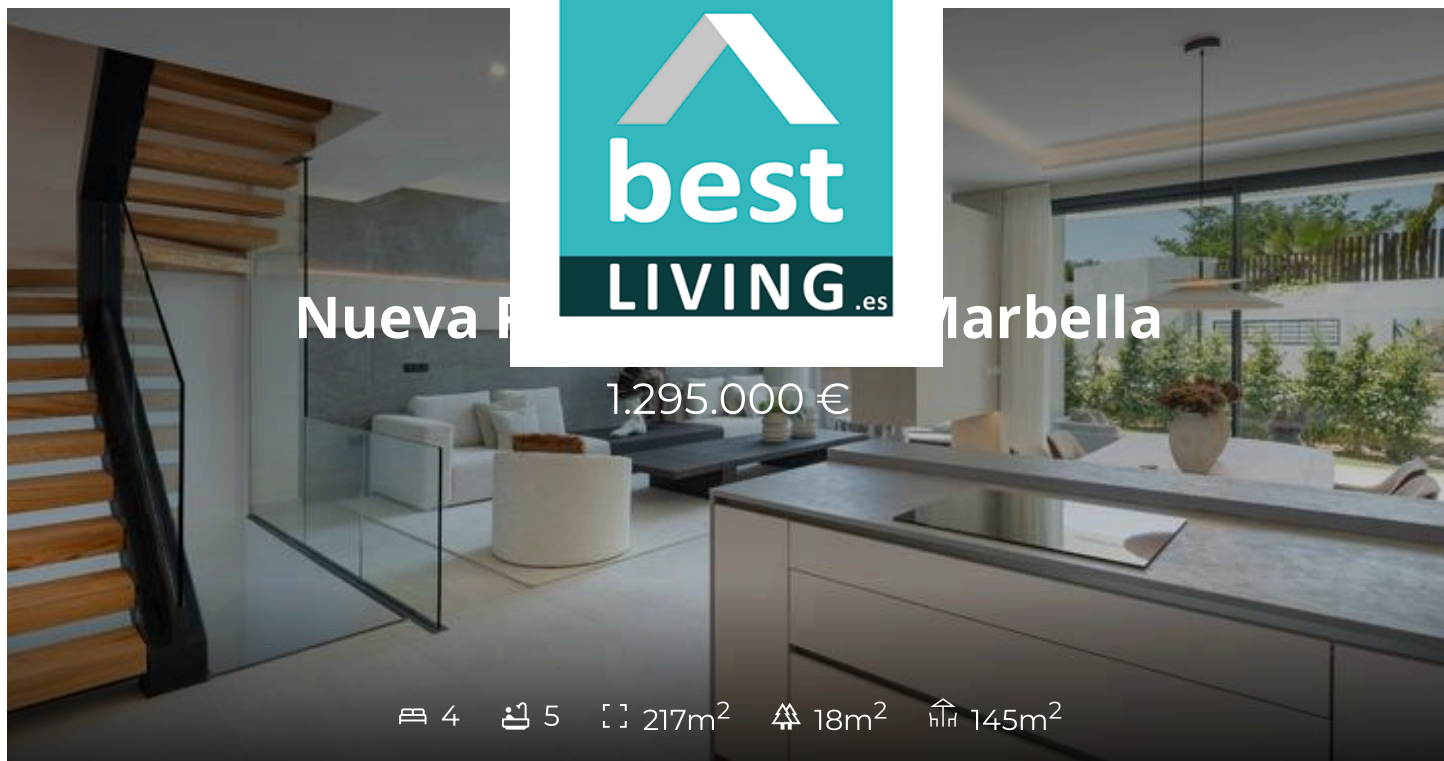 best
LIVING.es
Nueva Marbella
1.295.000 €
4 5 217m² 18m² 145m²